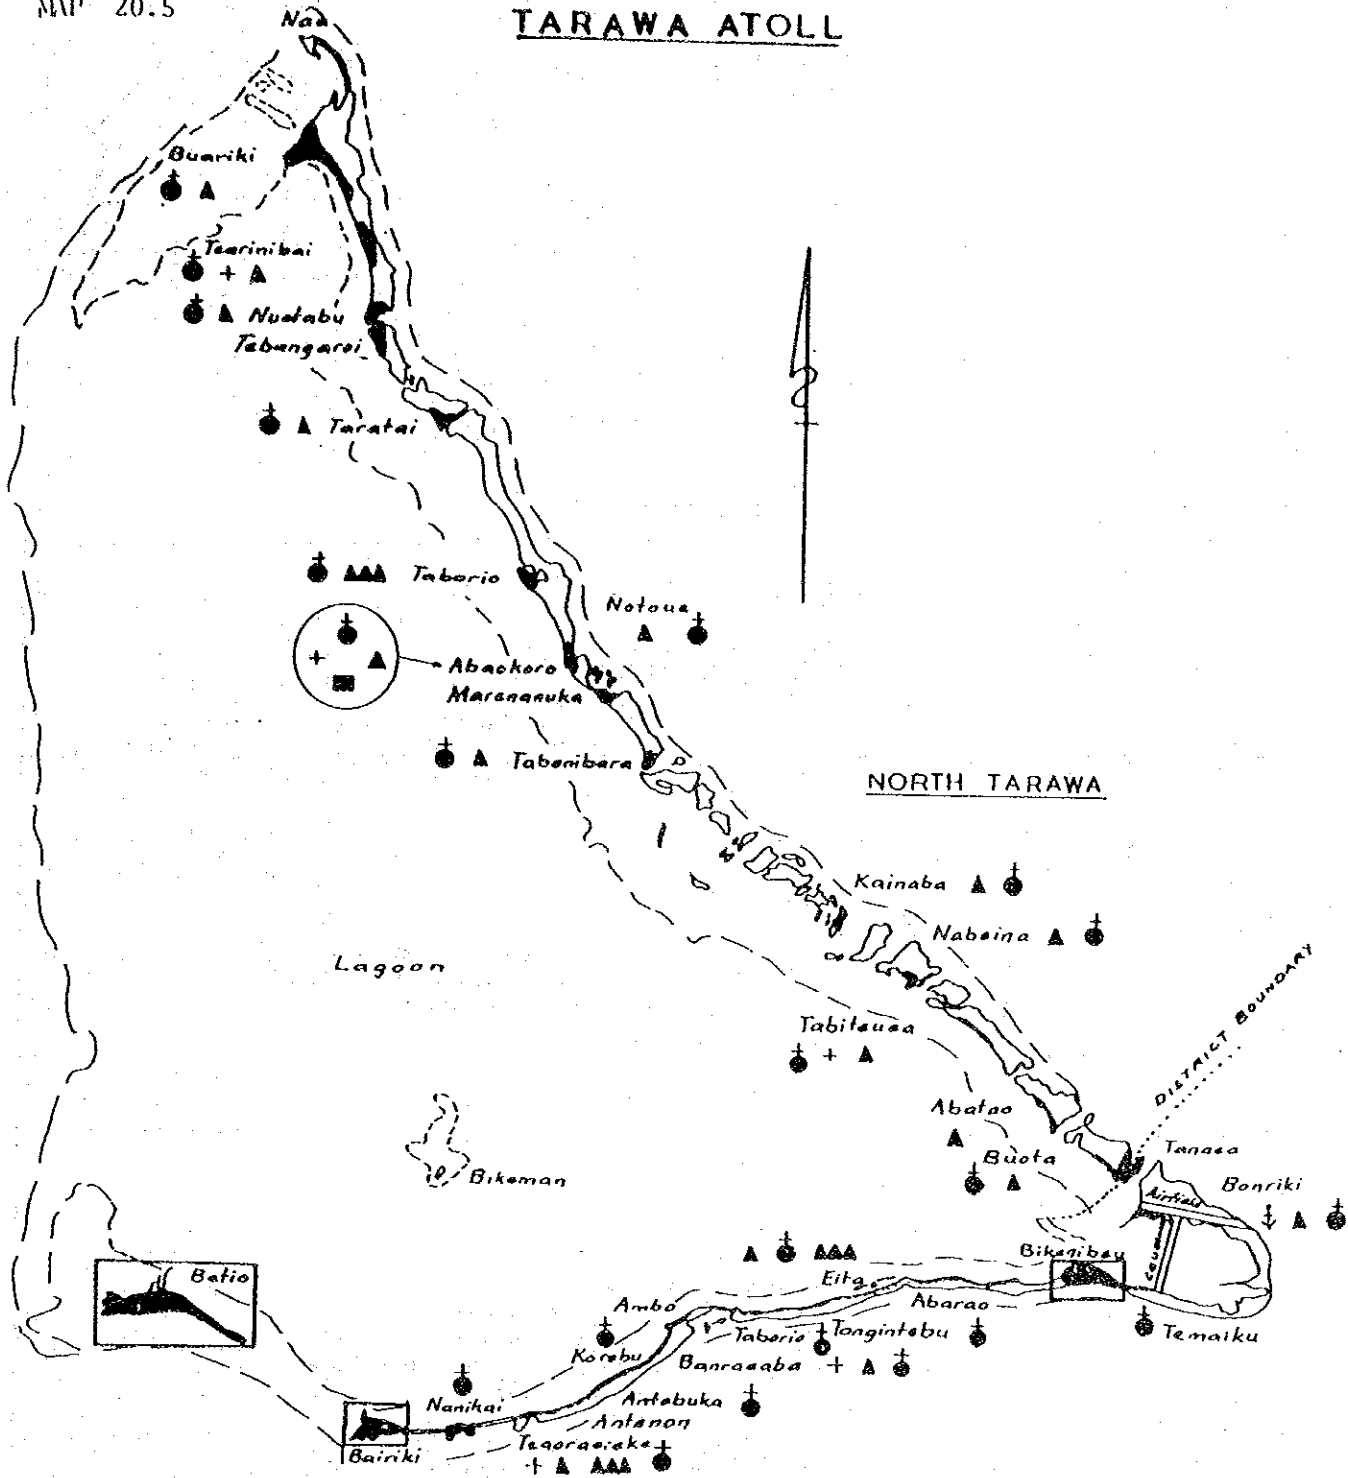 MAP 20.5
TARAWA ATOLL
Naa
Buariki
Tearinibai
Nuatabu
Tebangaroi
Taratai
Taborio
Notoue
Abaokoro
Marenanuka
Tabonibara
NORTH TARAWA
Kainaba
Nabeina
Lagoon
DISTRICT BOUNDARY
Tabiteuea
Abatao
Tanaea
Buota
Bonriki
Bikeman
Airfield
Bikenibeu
Betio
Eita
Abarao
Ambo
Taborio
Tangintebu
Temaiku
Korobu
Banraeaba
Nanikai
Antebuka
Antenon
Teaoraereke
Bairiki